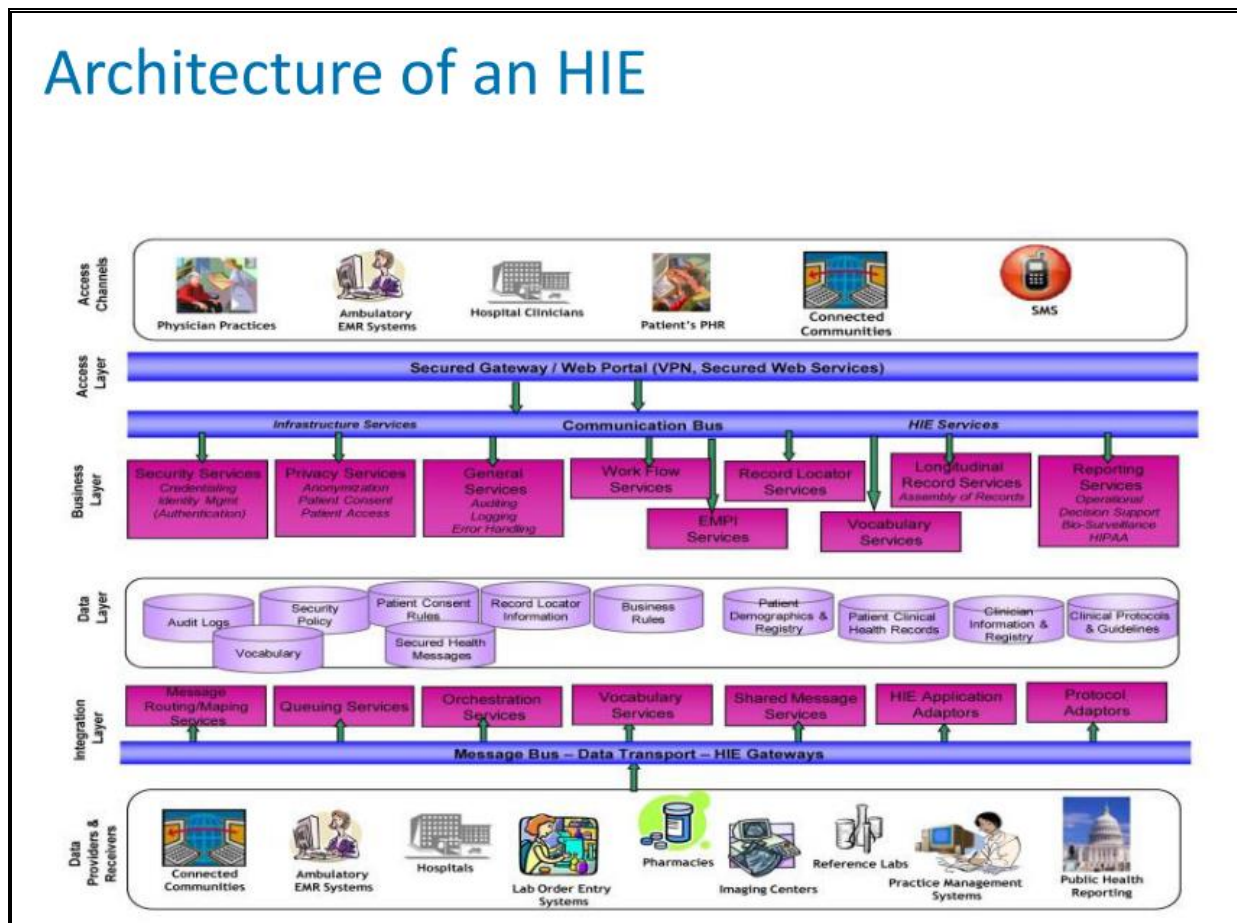 Architecture of an HIE
Access
Channels
Physician Practices
Ambulatory
EMR Systems
Hospital Clinicians
Patient's PHR
Connected
Communities
SMS
Access
Layer
Secured Gateway / Web Portal (VPN, Secured Web Services)
Infrastructure Services
Communication Bus
HIE Services
Business
Layer
Security Services
Credentialing
Identity Mgmt
(Authentication)
Privacy Services
Anonymization
Patient Consent
Patient Access
General
Services
Auditing
Logging
Error Handling
Work Flow
Services
EMPI
Services
Record Locator
Services
Vocabulary
Services
Longitudinal
Record Services
Assembly of Records
Reporting
Services
Operational
Decision Support
Bio-Surveillance
HIPAA
Data
Layer
Audit Logs
Vocabulary
Security
Policy
Patient Consent
Rules
Secured Health
Messages
Record Locator
Information
Business
Rules
Patient
Demographics &
Registry
Patient Clinical
Health Records
Clinician
Information &
Registry
Clinical Protocols
& Guidelines
Integration
Layer
Message
Routing/Maping
Services
Queuing Services
Orchestration
Services
Vocabulary
Services
Shared Message
Services
HIE Application
Adaptors
Protocol
Adaptors
Message Bus – Data Transport – HIE Gateways
Data
Providers &
Receivers
Connected
Communities
Ambulatory
EMR Systems
Hospitals
Lab Order Entry
Systems
Pharmacies
Imaging Centers
Reference Labs
Practice Management
Systems
Public Health
Reporting